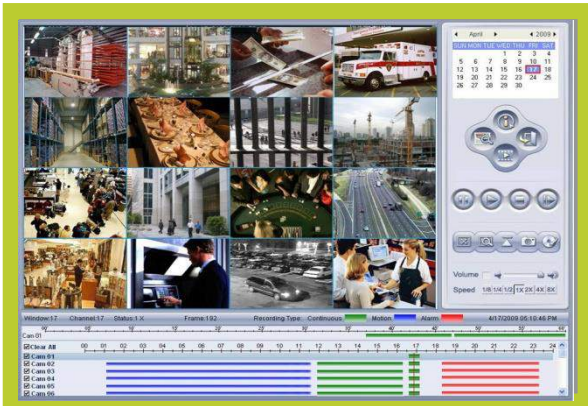 April 2009
SUN MON TUE WED THU FRI SAT
1 2 3 4
5 6 7 8 9 10 11
12 13 14 15 16 17 18
19 20 21 22 23 24 25
26 27 28 29 30
Volume
Speed 1/8 1/4 1/2 1X 2X 4X 8X
Window:17 Channel:17 Status:1 X Frame:192 Recording Type: Continuous Motion Alarm 4/17/2009 05:10:46 PM
Cam 01
Clear All 00 01 02 03 04 05 06 07 08 09 10 11 12 13 14 15 16 17 18 19 20 21 22 23 24
Cam 01
Cam 02
Cam 03
Cam 04
Cam 05
Cam 06